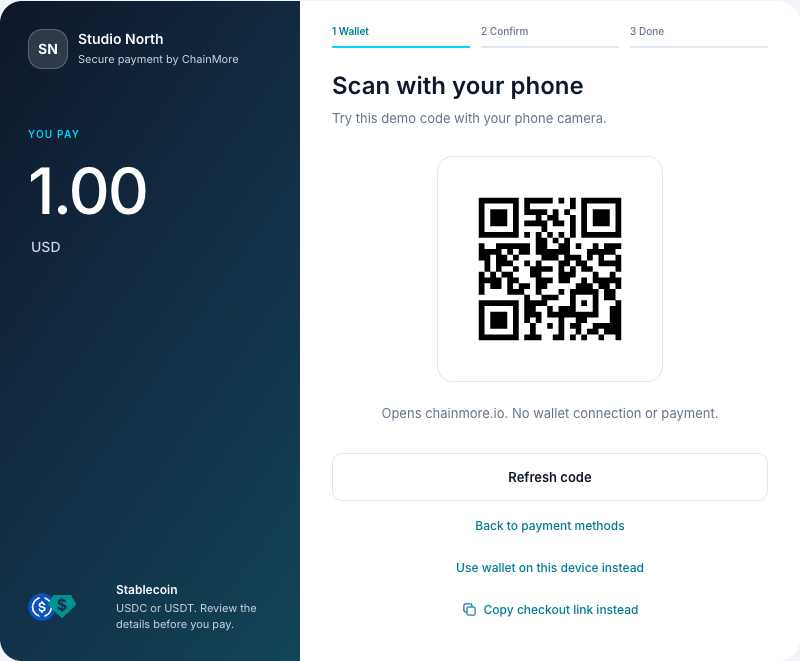 SN
Studio North
Secure payment by ChainMore
YOU PAY
1.00
USD
Stablecoin
USDC or USDT. Review the
details before you pay.
1 Wallet
2 Confirm
3 Done
Scan with your phone
Try this demo code with your phone camera.
Opens chainmore.io. No wallet connection or payment.
Refresh code
Back to payment methods
Use wallet on this device instead
Copy checkout link instead